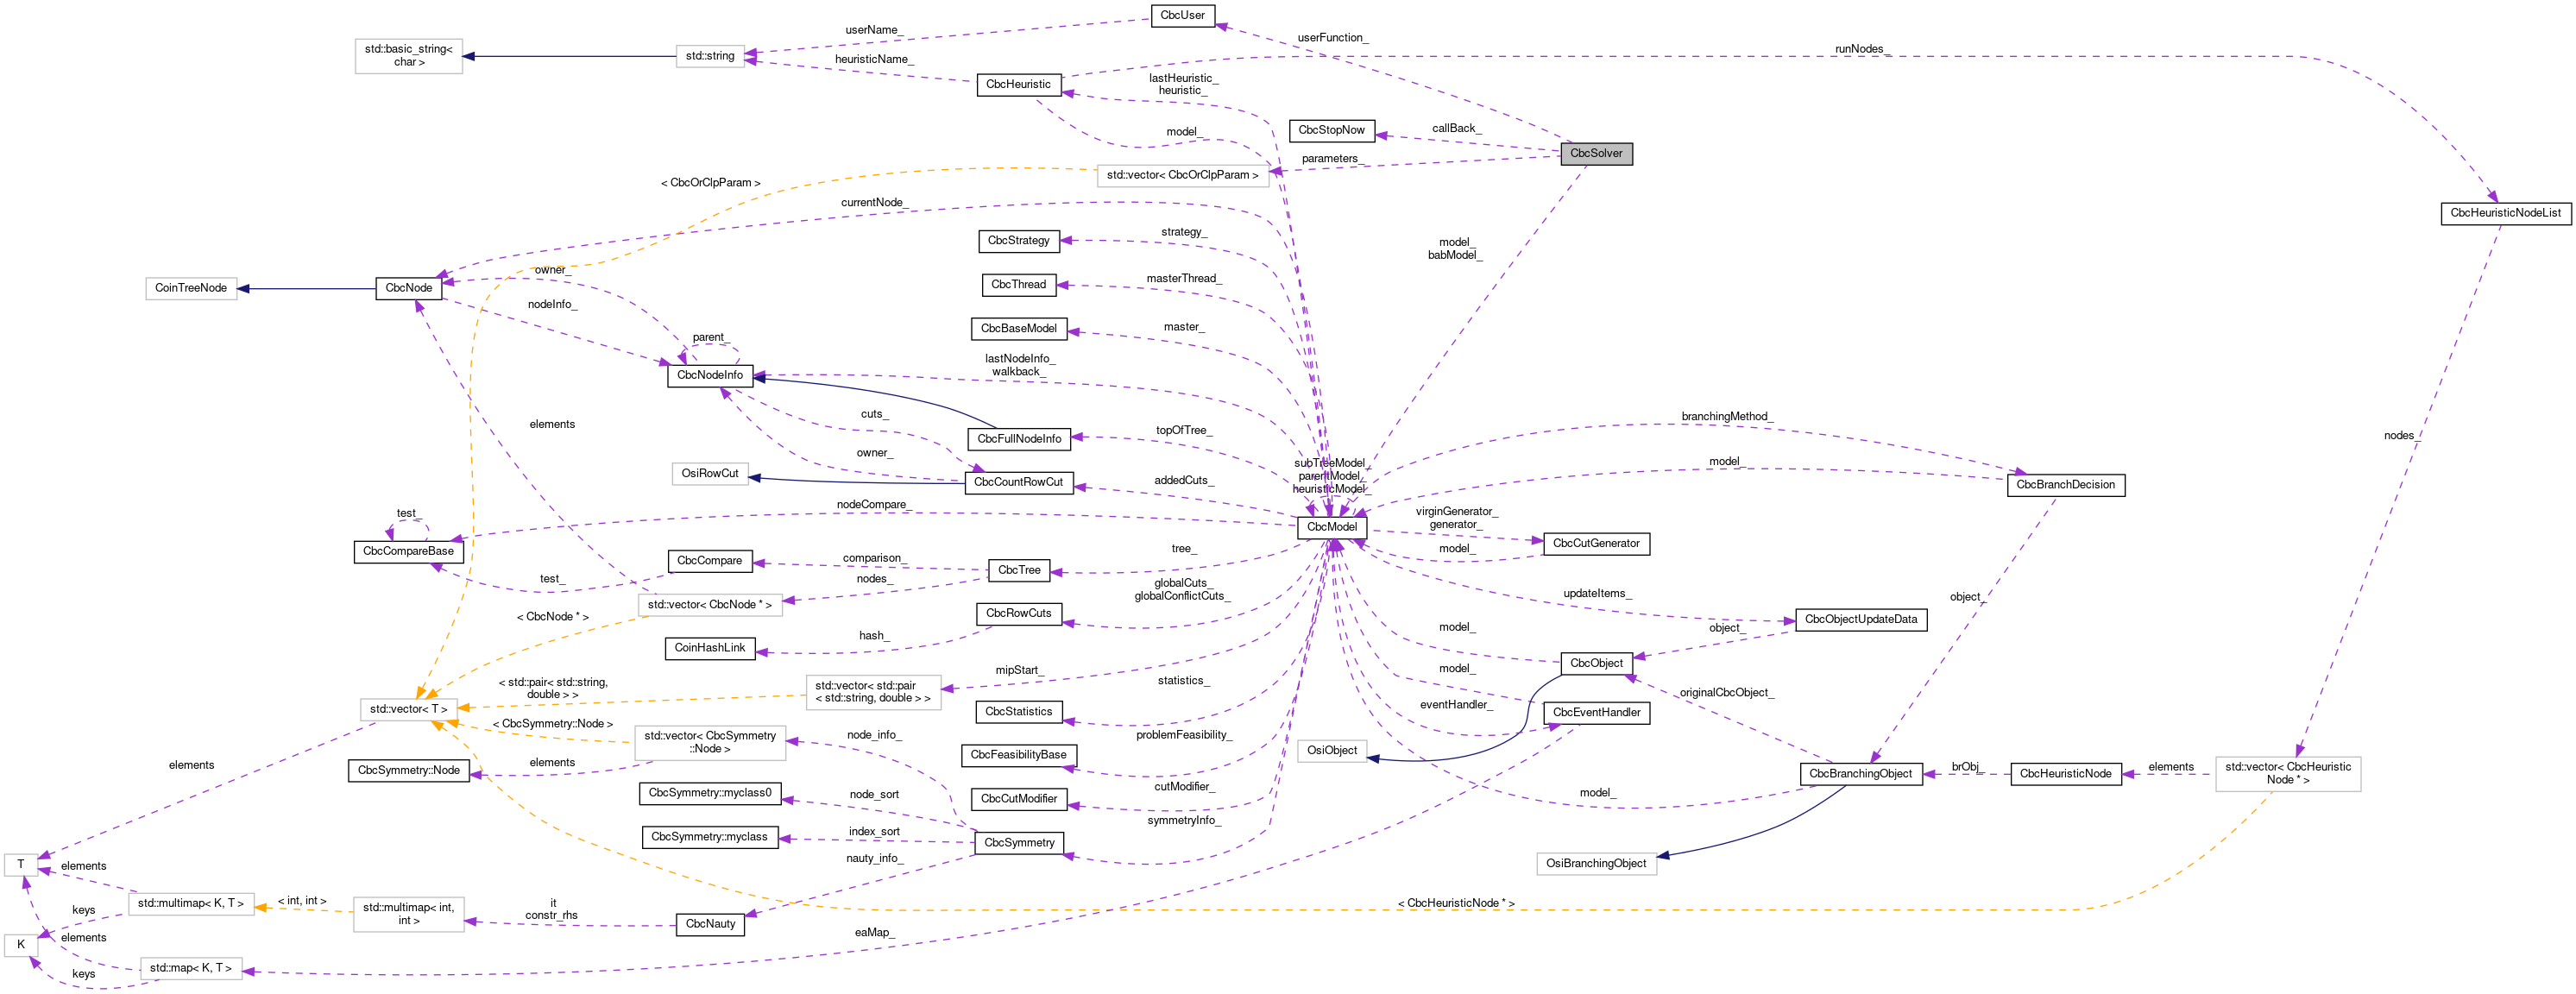 CbcUser
userName_
userFunction_
runNodes_
std::basic_string<
char >
std::string
heuristicName_
CbcHeuristic
lastHeuristic_
heuristic_
CbcStopNow
callBack_
model_
CbcSolver
parameters_
std::vector< CbcOrClpParam >
< CbcOrClpParam >
currentNode_
CbcHeuristicNodeList
CbcStrategy
strategy_
model_
babModel_
owner_
CoinTreeNode
CbcNode
CbcThread
masterThread_
nodeInfo_
CbcBaseModel
master_
parent_
CbcNodeInfo
lastNodeInfo_
walkback_
cuts_
branchingMethod_
elements
CbcFullNodeInfo
topOfTree_
nodes_
owner_
OsiRowCut
CbcCountRowCut
addedCuts_
subTreeModel_
parentModel_
heuristicModel_
model_
CbcBranchDecision
nodeCompare_
test_
CbcModel
virginGenerator_
generator_
CbcCompareBase
CbcCutGenerator
model_
tree_
CbcCompare
comparison_
CbcTree
test_
nodes_
std::vector< CbcNode * >
globalCuts_
globalConflictCuts_
updateItems_
object_
< CbcNode * >
CbcRowCuts
CbcObjectUpdateData
hash_
CoinHashLink
model_
object_
CbcObject
mipStart_
model_
< std::pair< std::string,
double > >
std::vector< std::pair
< std::string, double > >
statistics_
originalCbcObject_
std::vector< T >
CbcStatistics
eventHandler_
CbcEventHandler
< CbcSymmetry::Node >
node_info_
problemFeasibility_
std::vector< CbcSymmetry
::Node >
CbcFeasibilityBase
OsiObject
elements
CbcSymmetry::Node
elements
CbcBranchingObject
brObj_
CbcHeuristicNode
elements
std::vector< CbcHeuristic
Node * >
CbcSymmetry::myclass0
node_sort
CbcCutModifier
cutModifier_
model_
symmetryInfo_
CbcSymmetry::myclass
index_sort
CbcSymmetry
nauty_info_
T
elements
OsiBranchingObject
std::multimap< K, T >
< int, int >
std::multimap< int,
int >
it
constr_rhs
< CbcHeuristicNode * >
keys
CbcNauty
eaMap_
K
elements
std::map< K, T >
keys